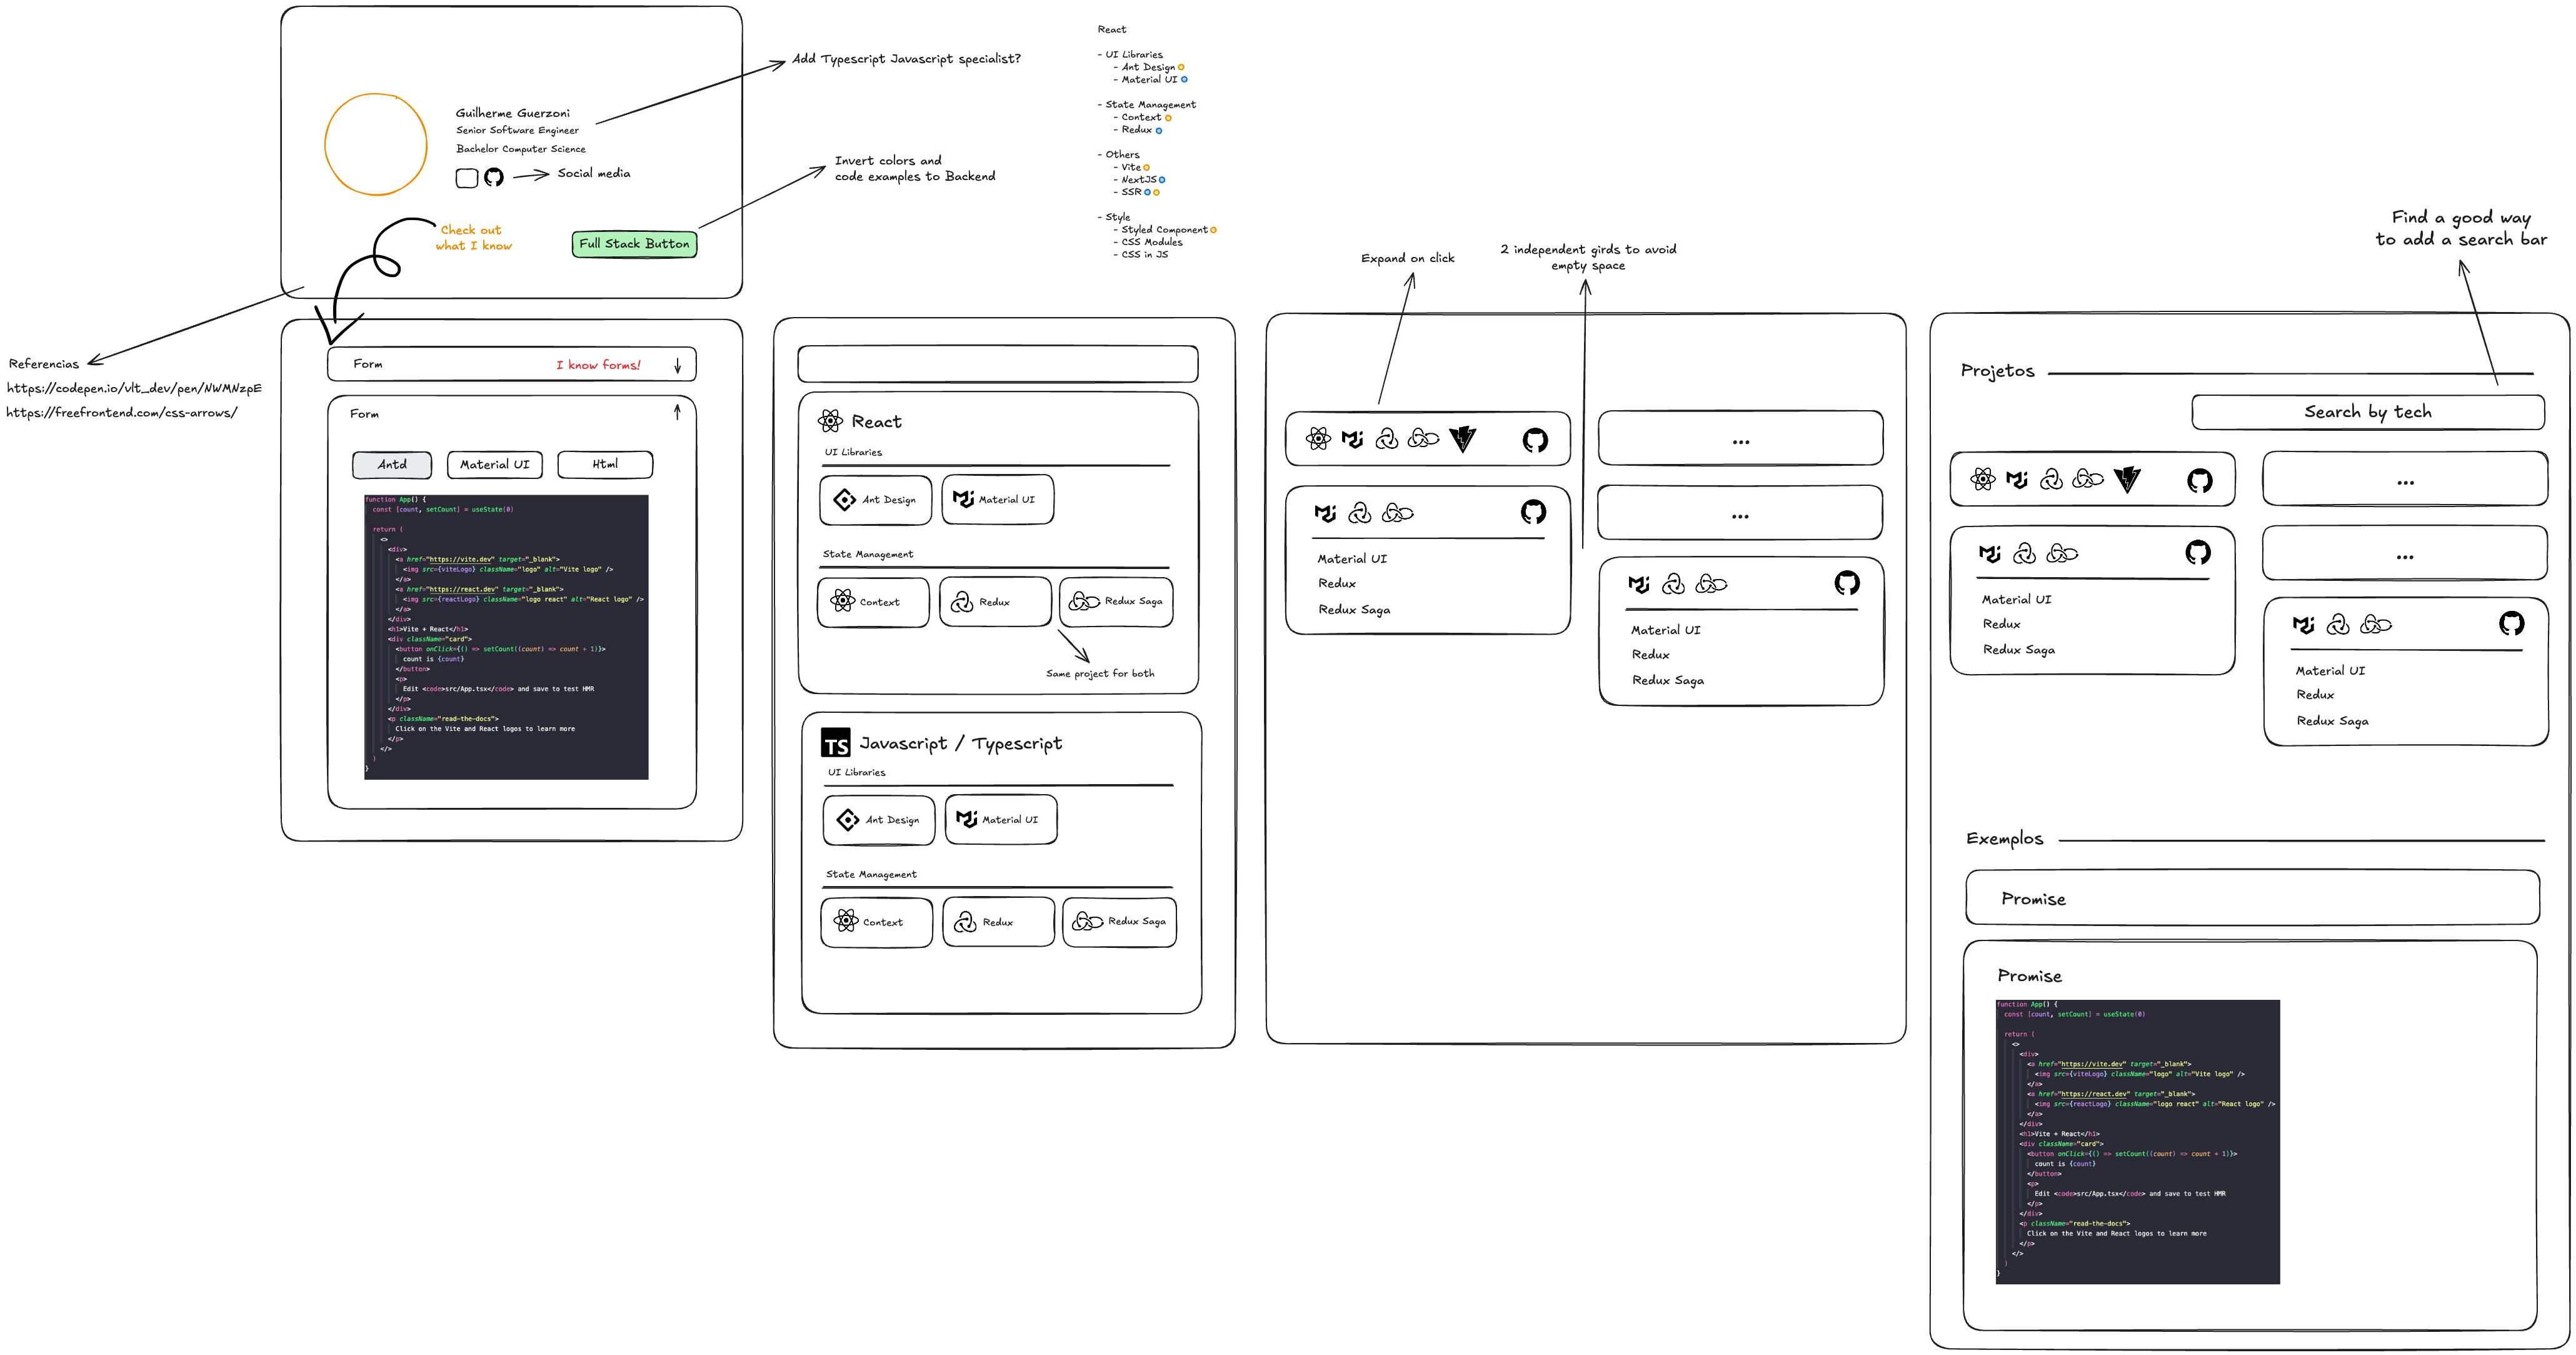 Guilherme Guerzoni
Senior Software Engineer
Bachelor Computer Science
Social media
Check out
what I know
Full Stack Button
Add Typescript Javascript specialist?
Invert colors and
code examples to Backend
React
- UI Libraries
- Ant Design
- Material UI
- State Management
- Context
- Redux
- Others
- Vite
- NextJS
- SSR
- Style
- Styled Component
- CSS Modules
- CSS in JS
Referencias
https://codepen.io/vlt_dev/pen/NWMNzpE
https://freefrontend.com/css-arrows/
Form
I know forms!
Form
Antd
Material UI
Html
function App() {
const [count, setCount] = useState(0)
return (
<>
<div>
<a href="https://vite.dev" target="_blank">
<img src={viteLogo} className="logo" alt="Vite logo" />
</a>
<a href="https://react.dev" target="_blank">
<img src={reactLogo} className="logo react" alt="React logo" />
</a>
</div>
<h1>Vite + React</h1>
<div className="card">
<button onClick={() => setCount((count) => count + 1)}>
count is {count}
</button>
<p>
Edit <code>src/App.tsx</code> and save to test HMR
</p>
</div>
<p className="read-the-docs">
Click on the Vite and React logos to learn more
</p>
</>
)
}
React
UI Libraries
Ant Design
Material UI
State Management
Context
Redux
Redux Saga
Same project for both
TS
Javascript / Typescript
UI Libraries
Ant Design
Material UI
State Management
Context
Redux
Redux Saga
Expand on click
2 independent girds to avoid
empty space
...
...
Material UI
Redux
Redux Saga
Material UI
Redux
Redux Saga
Find a good way
to add a search bar
Projetos
Search by tech
...
...
Material UI
Redux
Redux Saga
Material UI
Redux
Redux Saga
Exemplos
Promise
Promise
function App() {
const [count, setCount] = useState(0)
return (
<>
<div>
<a href="https://vite.dev" target="_blank">
<img src={viteLogo} className="logo" alt="Vite logo" />
</a>
<a href="https://react.dev" target="_blank">
<img src={reactLogo} className="logo react" alt="React logo" />
</a>
</div>
<h1>Vite + React</h1>
<div className="card">
<button onClick={() => setCount((count) => count + 1)}>
count is {count}
</button>
<p>
Edit <code>src/App.tsx</code> and save to test HMR
</p>
</div>
<p className="read-the-docs">
Click on the Vite and React logos to learn more
</p>
</>
)
}